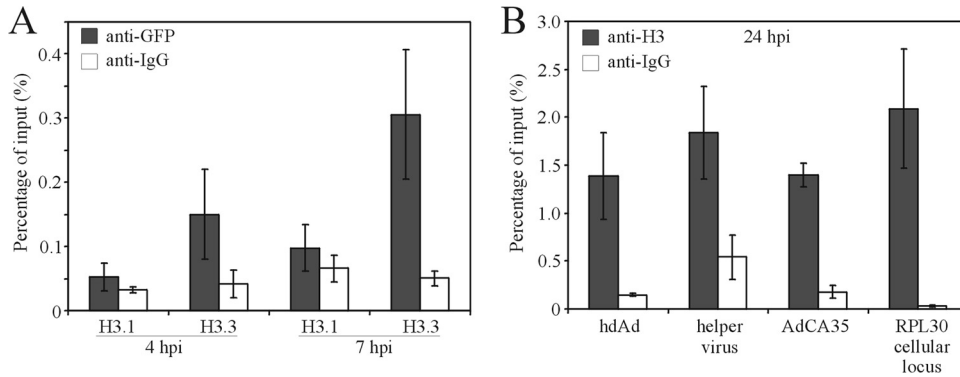 A
anti-GFP
anti-IgG
Percentage of input (%)
0.4
0.3
0.2
0.1
0
H3.1 H3.3 H3.1 H3.3
4 hpi 7 hpi
B
anti-H3
anti-IgG
24 hpi
Percentage of input (%)
3.0
2.5
2.0
1.5
1.0
0.5
0
hdAd helper virus AdCA35 RPL30 cellular locus